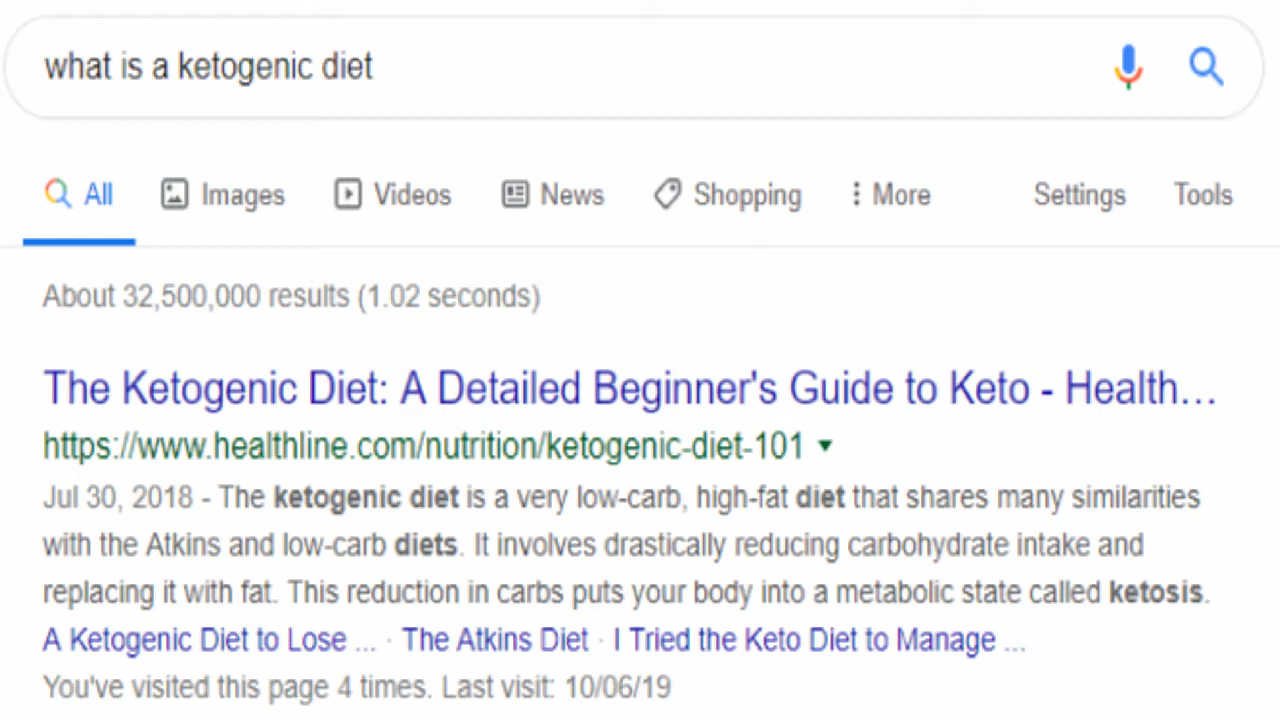 what is a ketogenic diet
All Images Videos News Shopping More Settings Tools
About 32,500,000 results (1.02 seconds)
The Ketogenic Diet: A Detailed Beginner's Guide to Keto - Health...
https://www.healthline.com/nutrition/ketogenic-diet-101
Jul 30, 2018 - The ketogenic diet is a very low-carb, high-fat diet that shares many similarities
with the Atkins and low-carb diets. It involves drastically reducing carbohydrate intake and
replacing it with fat. This reduction in carbs puts your body into a metabolic state called ketosis.
A Ketogenic Diet to Lose ... · The Atkins Diet · I Tried the Keto Diet to Manage ...
You've visited this page 4 times. Last visit: 10/06/19